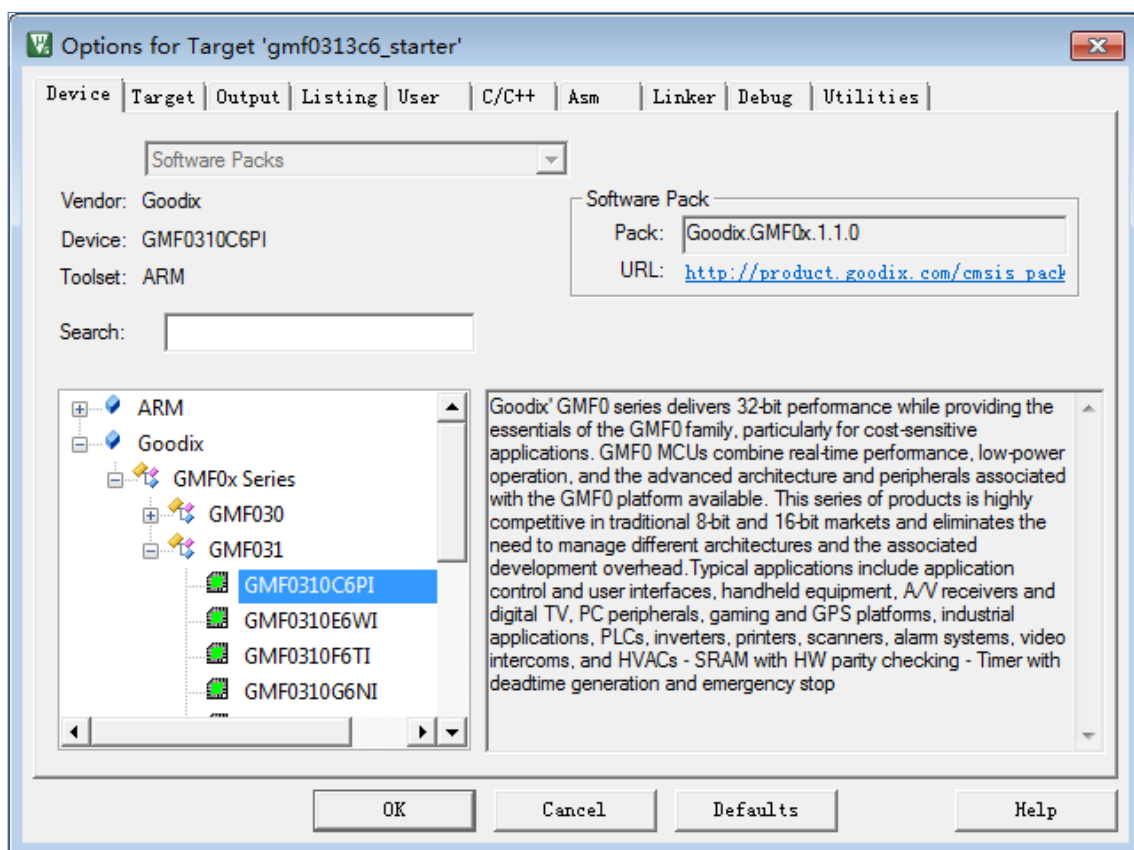 Options for Target 'gmf0313c6_starter'
Device Target Output Listing User C/C++ Asm Linker Debug Utilities
Software Packs
Vendor: Goodix
Device: GMF0310C6PI
Toolset: ARM
Software Pack
Pack: Goodix.GMF0x.1.1.0
URL: http://product.goodix.com/cmsis_pack
Search:
ARM
Goodix
GMF0x Series
GMF030
GMF031
GMF0310C6PI
GMF0310E6WI
GMF0310F6TI
GMF0310G6NI
Goodix' GMF0 series delivers 32-bit performance while providing the
essentials of the GMF0 family, particularly for cost-sensitive
applications. GMF0 MCUs combine real-time performance, low-power
operation, and the advanced architecture and peripherals associated
with the GMF0 platform available. This series of products is highly
competitive in traditional 8-bit and 16-bit markets and eliminates the
need to manage different architectures and the associated
development overhead.Typical applications include application
control and user interfaces, handheld equipment, A/V receivers and
digital TV, PC peripherals, gaming and GPS platforms, industrial
applications, PLCs, inverters, printers, scanners, alarm systems, video
intercoms, and HVACs - SRAM with HW parity checking - Timer with
deadtime generation and emergency stop
OK Cancel Defaults Help